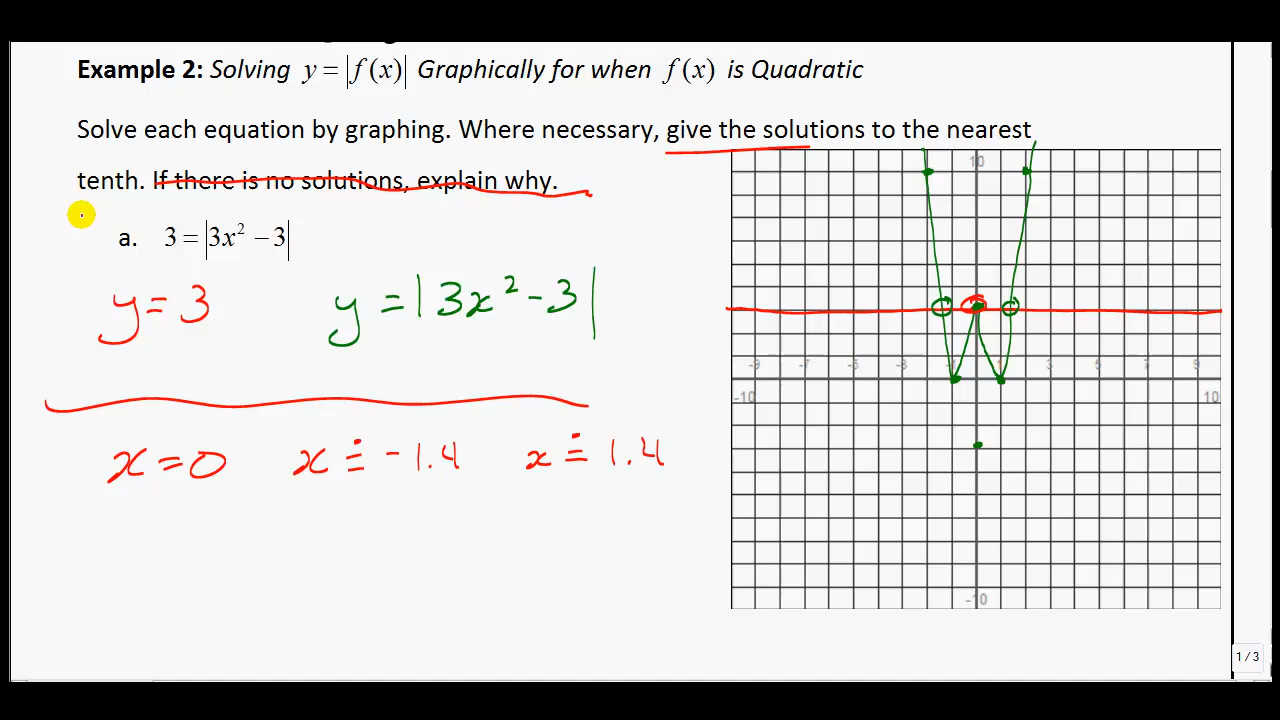 Example 2: Solving y = |f(x)| Graphically for when f(x) is Quadratic
Solve each equation by graphing. Where necessary, give the solutions to the nearest
tenth. If there is no solutions, explain why.
a. 3 = |3x² − 3|
y = 3 y = |3x² − 3|
x = 0 x ≐ −1.4 x ≐ 1.4
10
-9 -7 -5 -3 -1 1 3 5 7 9
-10 10
-10
1/3